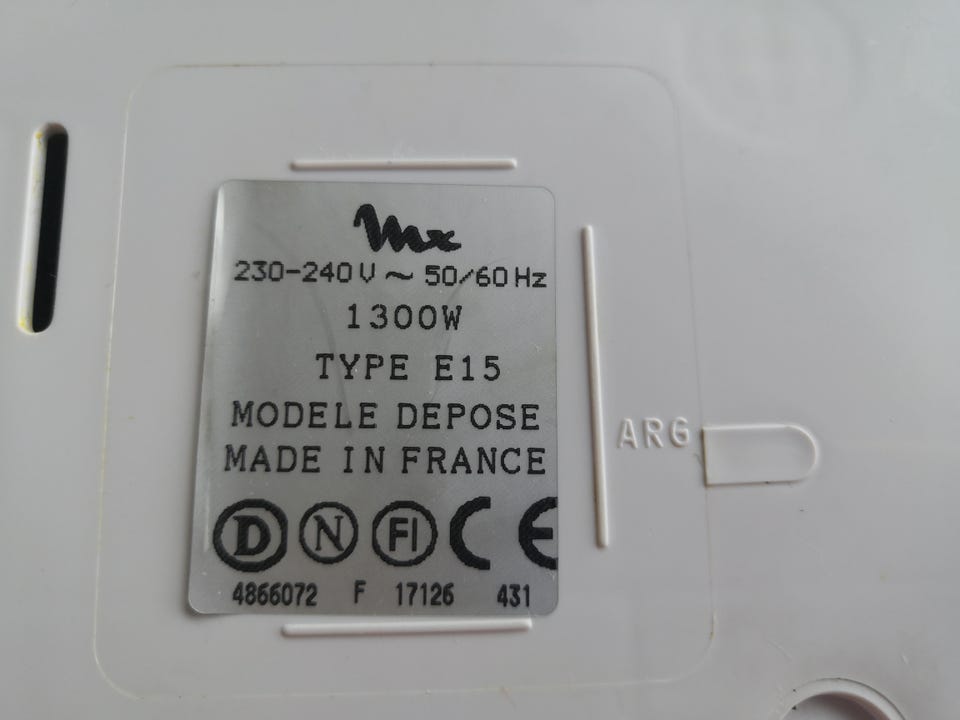 Mx
230-240V ~ 50/60Hz
1300W
TYPE E15
MODELE DEPOSE
MADE IN FRANCE
D N FI CE
4866072 F 17126 431
ARG